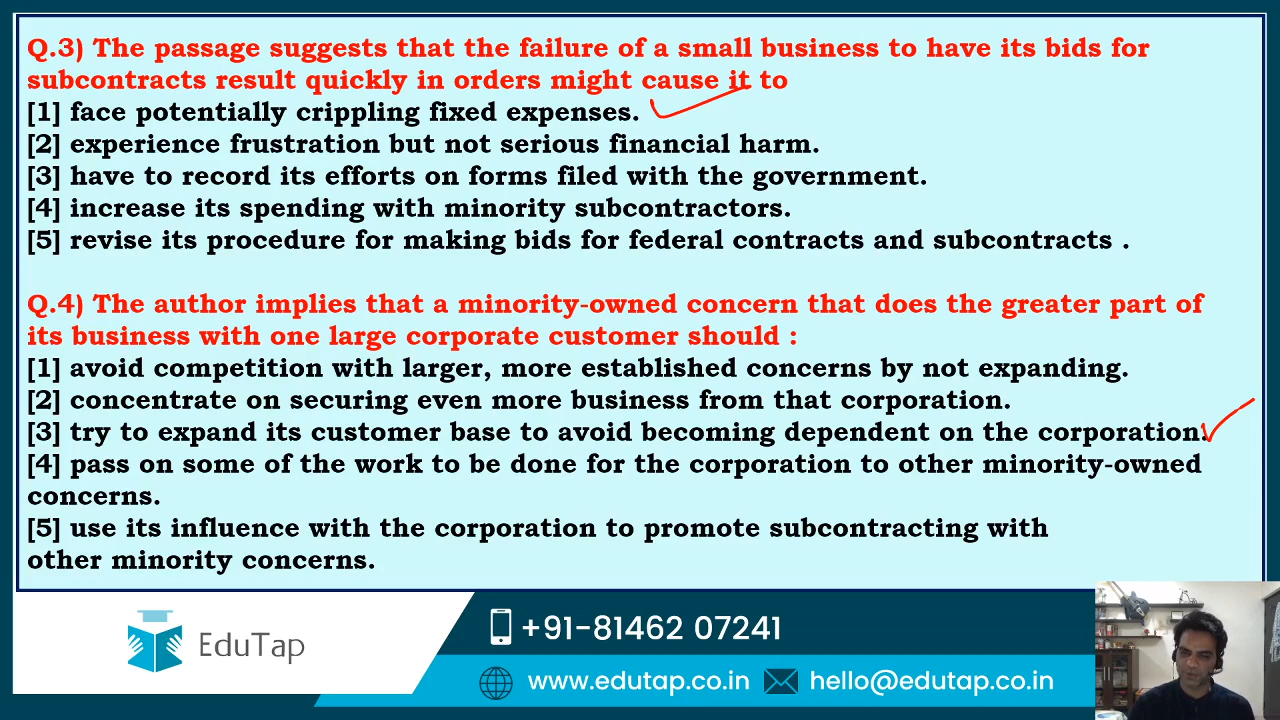 Q.3) The passage suggests that the failure of a small business to have its bids for
subcontracts result quickly in orders might cause it to
[1] face potentially crippling fixed expenses.
[2] experience frustration but not serious financial harm.
[3] have to record its efforts on forms filed with the government.
[4] increase its spending with minority subcontractors.
[5] revise its procedure for making bids for federal contracts and subcontracts .
Q.4) The author implies that a minority-owned concern that does the greater part of
its business with one large corporate customer should :
[1] avoid competition with larger, more established concerns by not expanding.
[2] concentrate on securing even more business from that corporation.
[3] try to expand its customer base to avoid becoming dependent on the corporation.
[4] pass on some of the work to be done for the corporation to other minority-owned
concerns.
[5] use its influence with the corporation to promote subcontracting with
other minority concerns.
EduTap
+91-81462 07241
www.edutap.co.in
hello@edutap.co.in